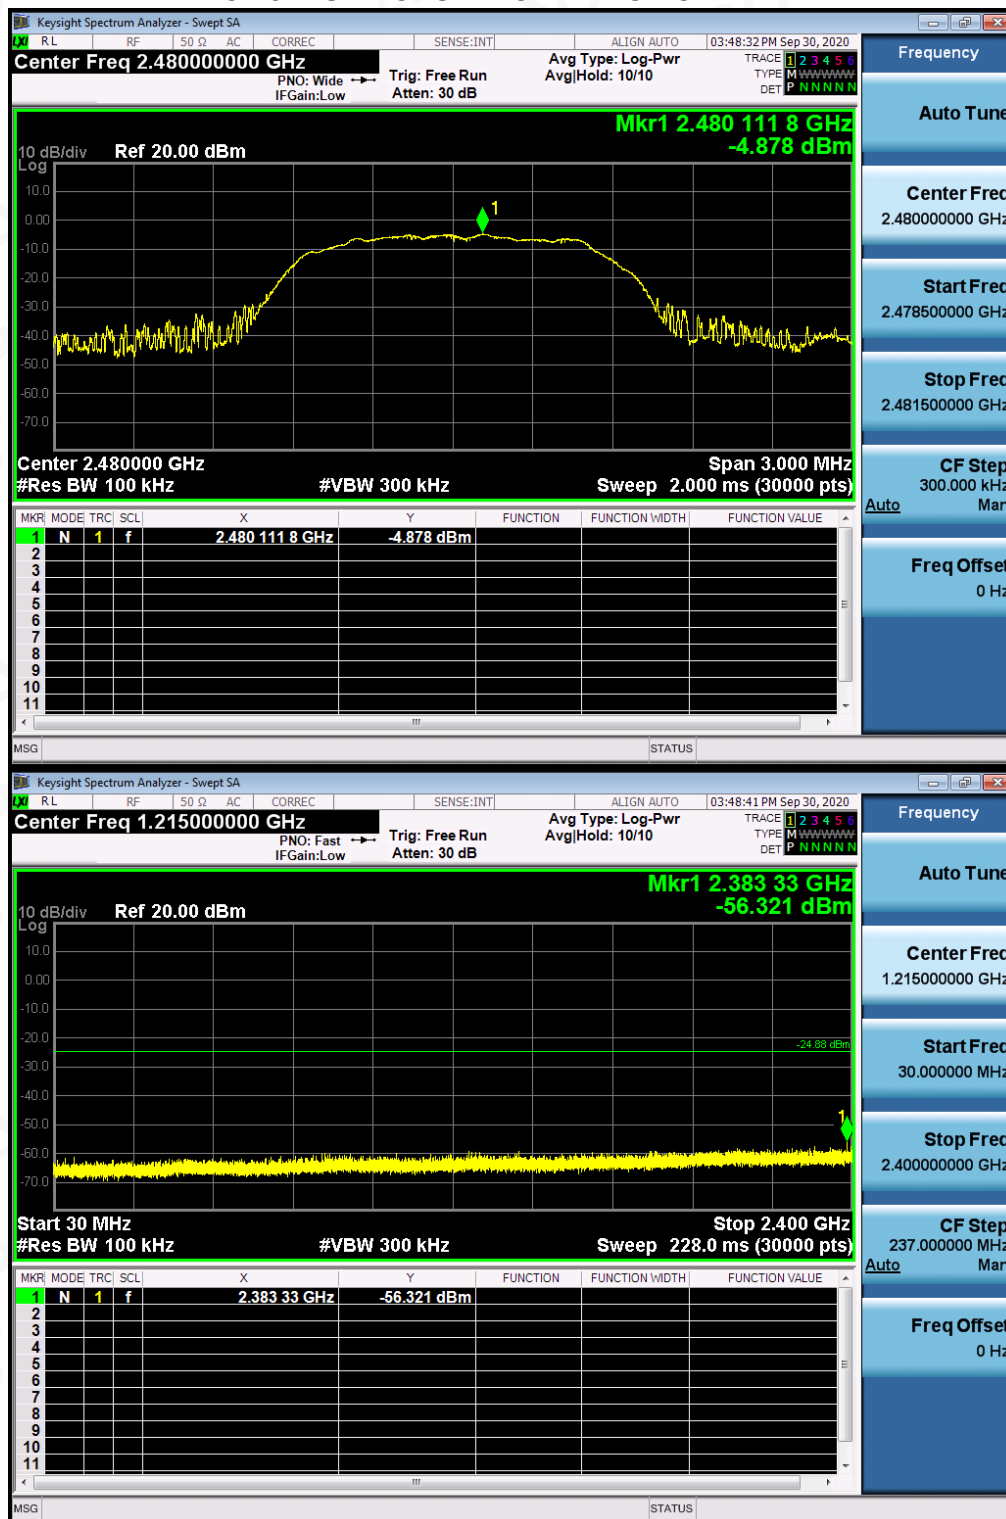 Keysight Spectrum Analyzer - Swept SA
LXI RL RF 50 Ω AC CORREC SENSE:INT ALIGN AUTO 03:48:32 PM Sep 30, 2020
Center Freq 2.480000000 GHz
PNO: Wide
IFGain:Low
Trig: Free Run
Atten: 30 dB
Avg Type: Log-Pwr
Avg|Hold: 10/10
TRACE 1 2 3 4 5 6
TYPE M WWWWW
DET P N N N N N
Mkr1 2.480 111 8 GHz
-4.878 dBm
10 dB/div Ref 20.00 dBm
Log
10.0
0.00
-10.0
-20.0
-30.0
-40.0
-50.0
-60.0
-70.0
1
Center 2.480000 GHz Span 3.000 MHz
#Res BW 100 kHz #VBW 300 kHz Sweep 2.000 ms (30000 pts)
MKR MODE TRC SCL X Y FUNCTION FUNCTION WIDTH FUNCTION VALUE
1 N 1 f 2.480 111 8 GHz -4.878 dBm
2
3
4
5
6
7
8
9
10
11
MSG STATUS
Frequency
Auto Tune
Center Freq
2.480000000 GHz
Start Freq
2.478500000 GHz
Stop Freq
2.481500000 GHz
CF Step
300.000 kHz
Auto Man
Freq Offset
0 Hz
Keysight Spectrum Analyzer - Swept SA
LXI RL RF 50 Ω AC CORREC SENSE:INT ALIGN AUTO 03:48:41 PM Sep 30, 2020
Center Freq 1.215000000 GHz
PNO: Fast
IFGain:Low
Trig: Free Run
Atten: 30 dB
Avg Type: Log-Pwr
Avg|Hold: 10/10
TRACE 1 2 3 4 5 6
TYPE M WWWWW
DET P N N N N N
Mkr1 2.383 33 GHz
-56.321 dBm
10 dB/div Ref 20.00 dBm
Log
10.0
0.00
-10.0
-20.0
-30.0
-40.0
-50.0
-60.0
-70.0
-24.88 dBm
1
Start 30 MHz Stop 2.400 GHz
#Res BW 100 kHz #VBW 300 kHz Sweep 228.0 ms (30000 pts)
MKR MODE TRC SCL X Y FUNCTION FUNCTION WIDTH FUNCTION VALUE
1 N 1 f 2.383 33 GHz -56.321 dBm
2
3
4
5
6
7
8
9
10
11
MSG STATUS
Frequency
Auto Tune
Center Freq
1.215000000 GHz
Start Freq
30.000000 MHz
Stop Freq
2.400000000 GHz
CF Step
237.000000 MHz
Auto Man
Freq Offset
0 Hz